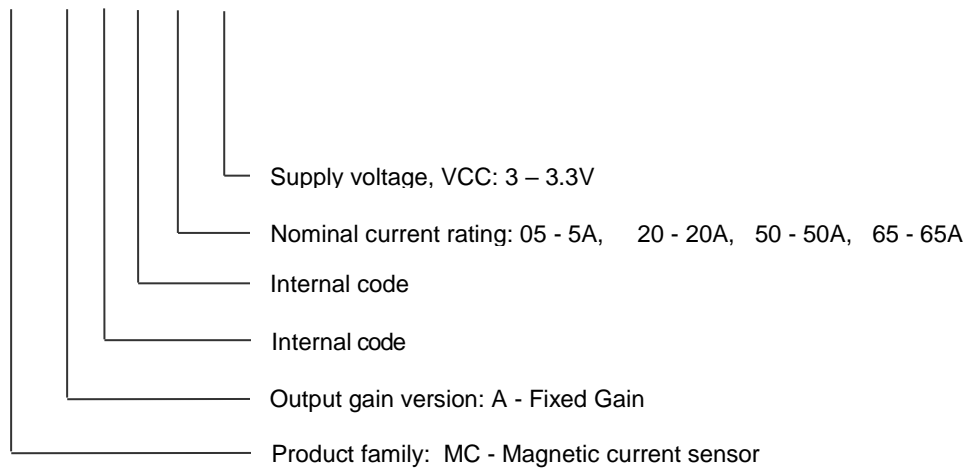 Supply voltage, VCC: 3 – 3.3V
Nominal current rating: 05 - 5A, 20 - 20A, 50 - 50A, 65 - 65A
Internal code
Internal code
Output gain version: A - Fixed Gain
Product family: MC - Magnetic current sensor